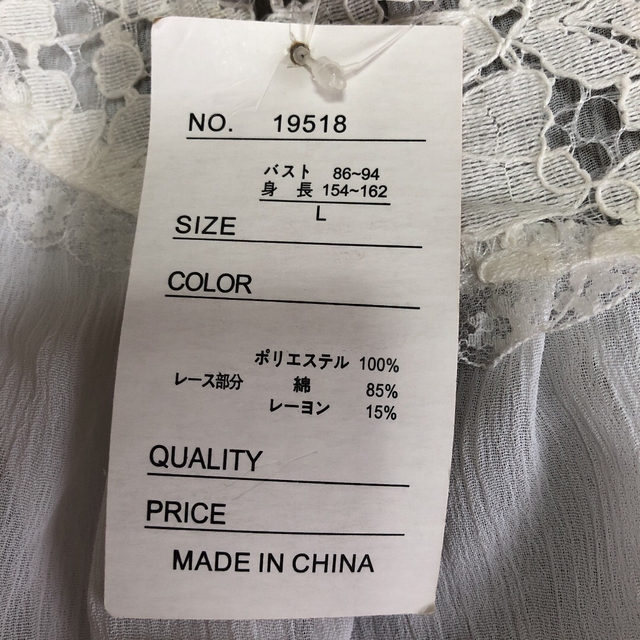 NO. 19518
バスト 86~94
身 長 154~162
L
SIZE
COLOR
ポリエステル 100%
レース部分 綿 85%
レーヨン 15%
QUALITY
PRICE
MADE IN CHINA